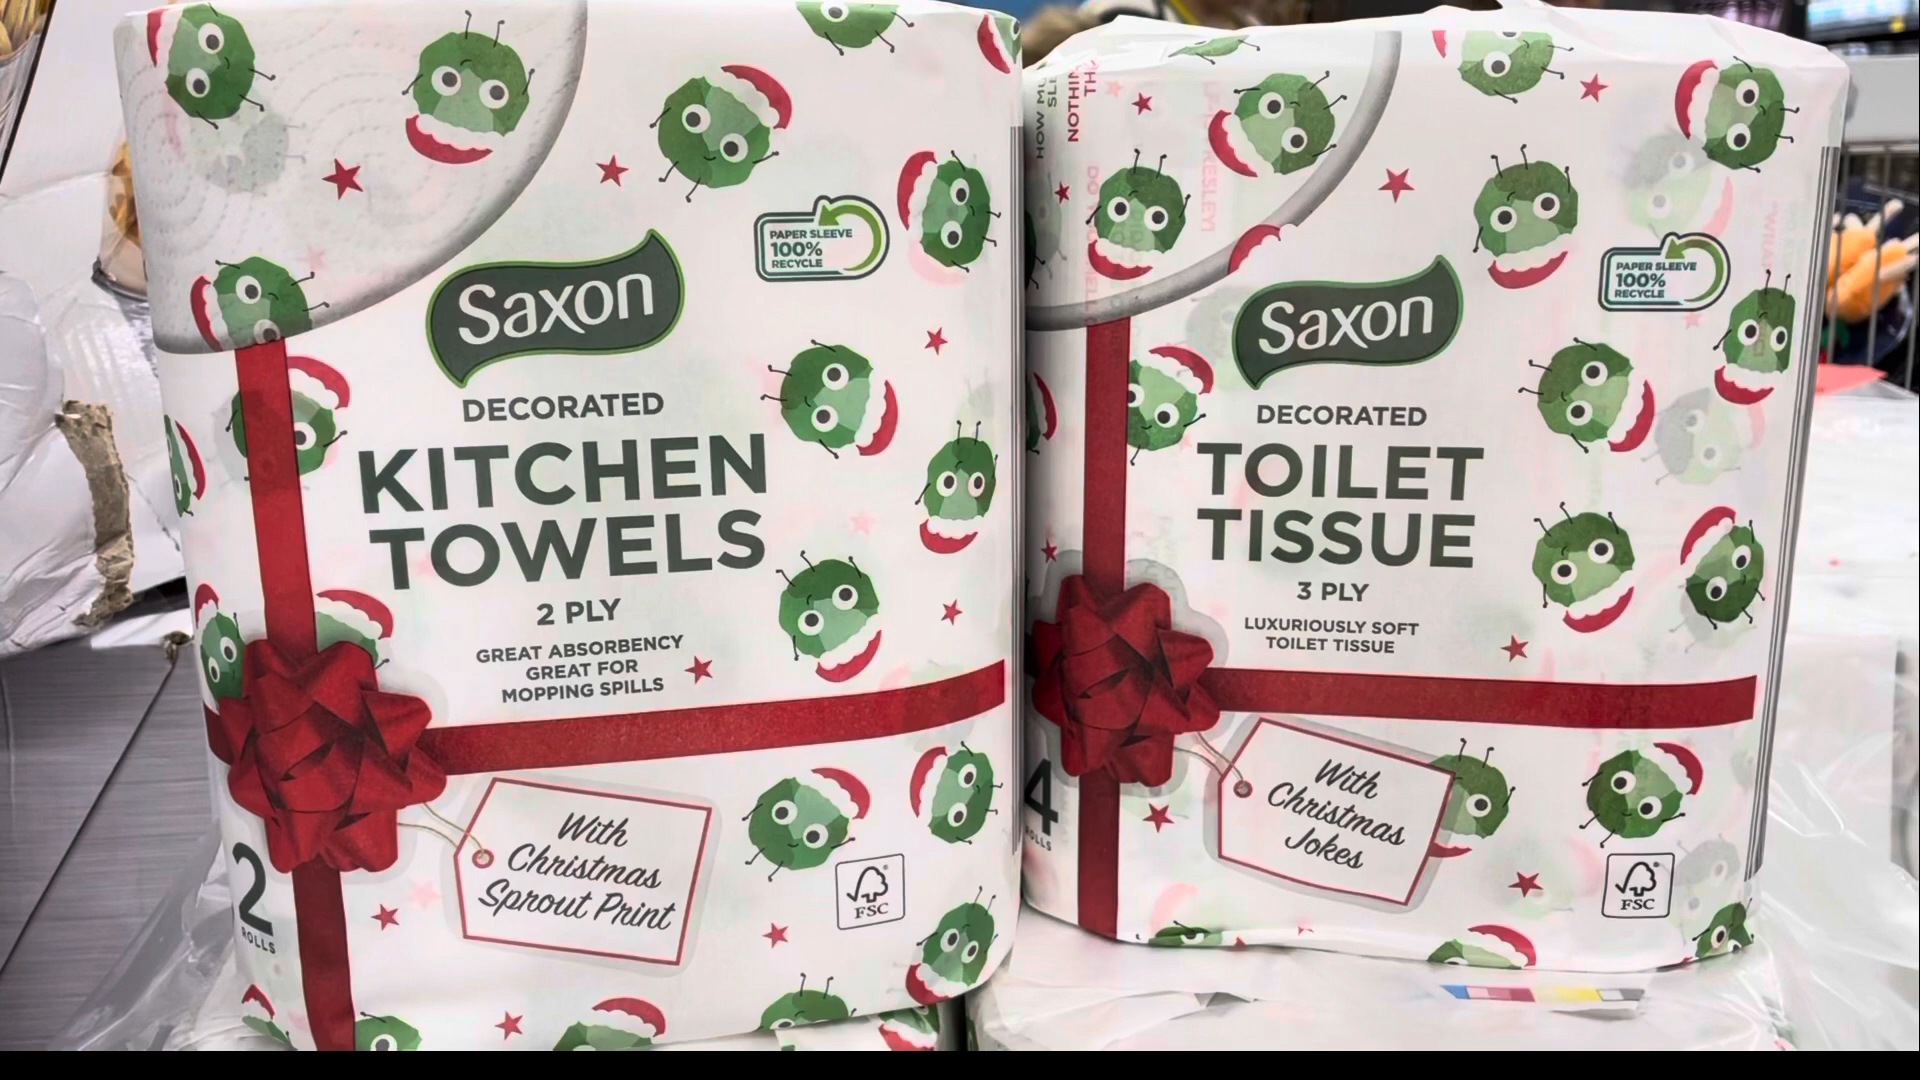 PAPER SLEEVE
100%
RECYCLE
Saxon
DECORATED
KITCHEN
TOWELS
2 PLY
GREAT ABSORBENCY
GREAT FOR
MOPPING SPILLS
With
Christmas
Sprout Print
2
ROLLS
FSC
HOW
NOTHIN
PAPER SLEEVE
100%
RECYCLE
Saxon
DECORATED
TOILET
TISSUE
3 PLY
LUXURIOUSLY SOFT
TOILET TISSUE
With
Christmas
Jokes
4
ROLLS
FSC